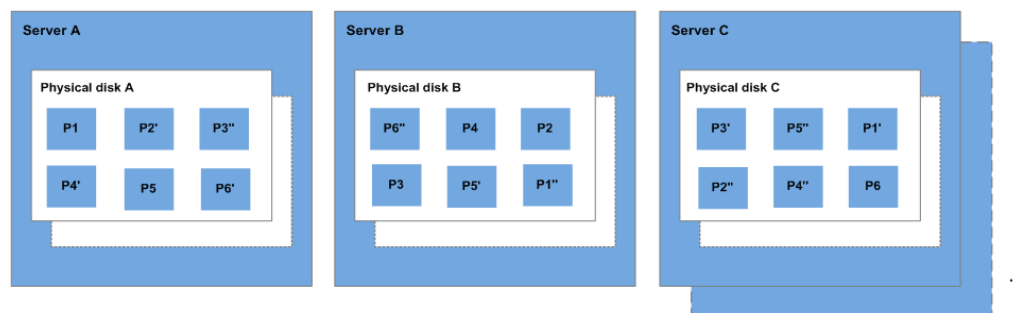 Server A
Server B
Server C
Physical disk A
Physical disk B
Physical disk C
P1 P2' P3"
P4' P5 P6'
P6" P4 P2
P3 P5' P1"
P3' P5" P1'
P2" P4" P6
.